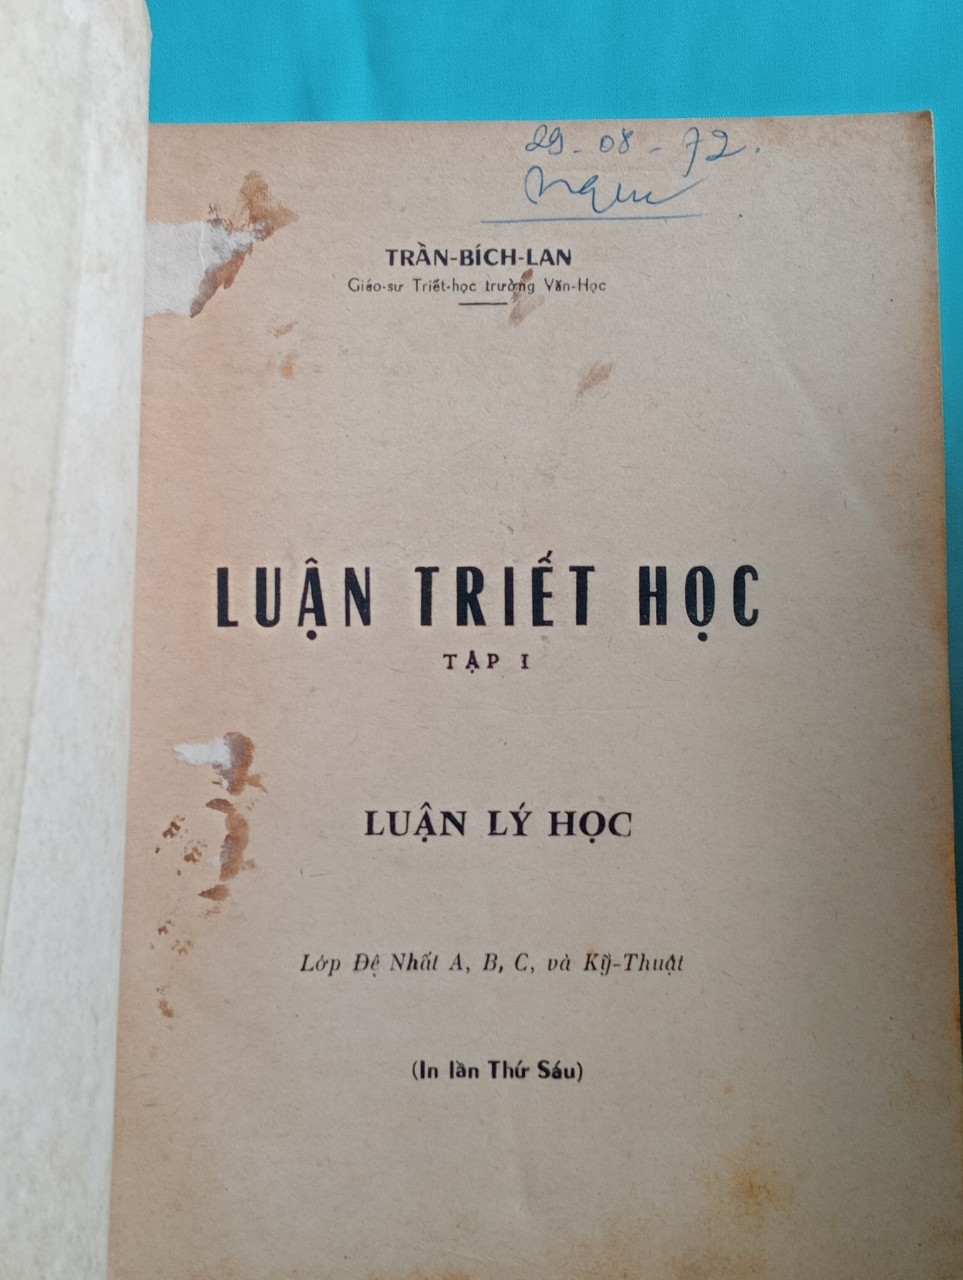 29-08-72.
TRẦN-BÍCH-LAN
Giáo-sư Triết-học trường Văn-Học
LUẬN TRIẾT HỌC
TẬP I
LUẬN LÝ HỌC
Lớp Đệ Nhất A, B, C, và Kỹ-Thuật
(In lần Thứ Sáu)